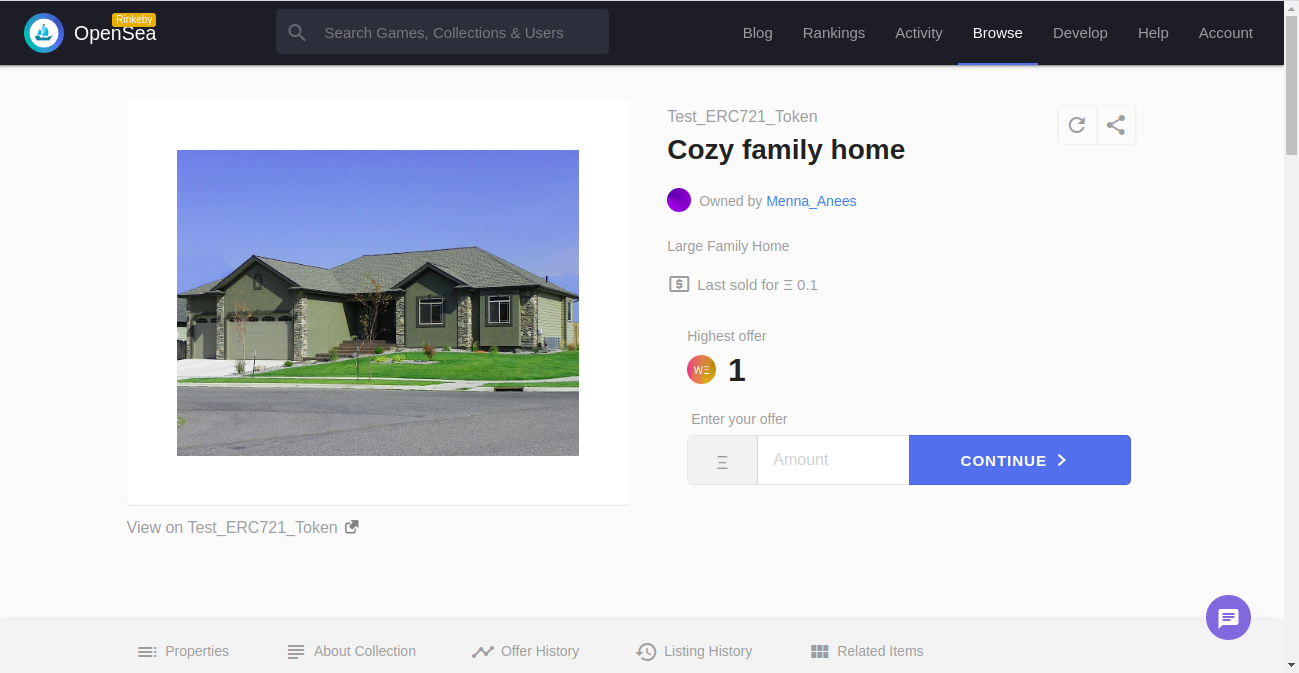 Rinkeby
OpenSea
Search Games, Collections & Users
Blog
Rankings
Activity
Browse
Develop
Help
Account
Test_ERC721_Token
Cozy family home
Owned by Menna_Anees
Large Family Home
Last sold for Ξ 0.1
Highest offer
WΞ 1
Enter your offer
Ξ
Amount
CONTINUE
View on Test_ERC721_Token
Properties
About Collection
Offer History
Listing History
Related Items